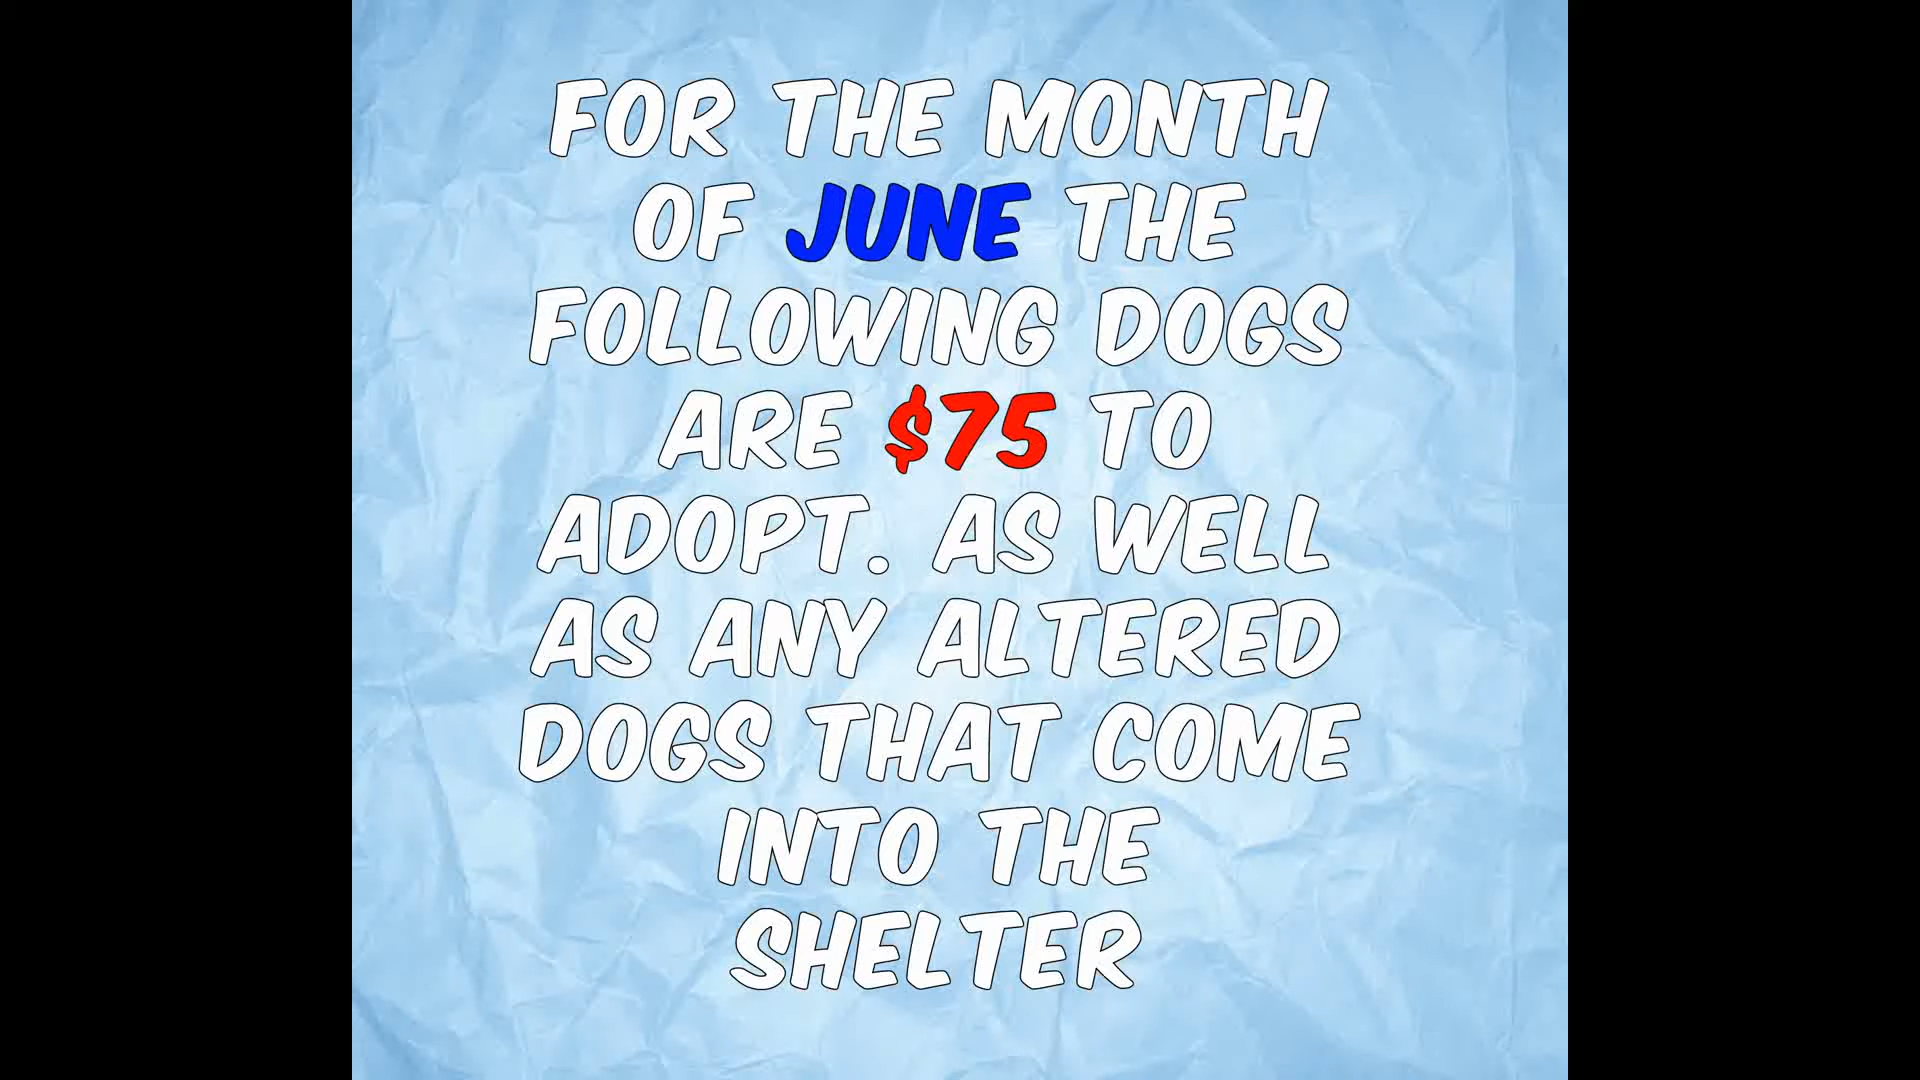 FOR THE MONTH
OF JUNE THE
FOLLOWING DOGS
ARE $75 TO
ADOPT. AS WELL
AS ANY ALTERED
DOGS THAT COME
INTO THE
SHELTER